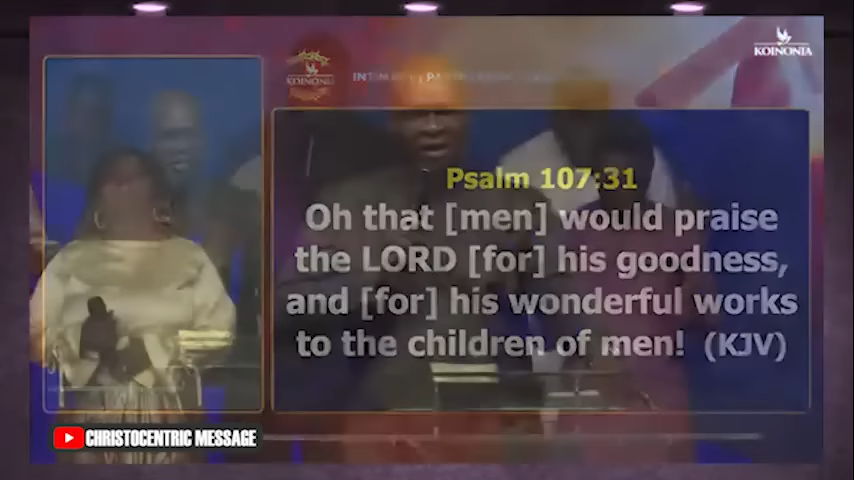 KOINONIA
KOINONIA
Psalm 107:31
Oh that [men] would praise
the LORD [for] his goodness,
and [for] his wonderful works
to the children of men! (KJV)
CHRISTOCENTRIC MESSAGE